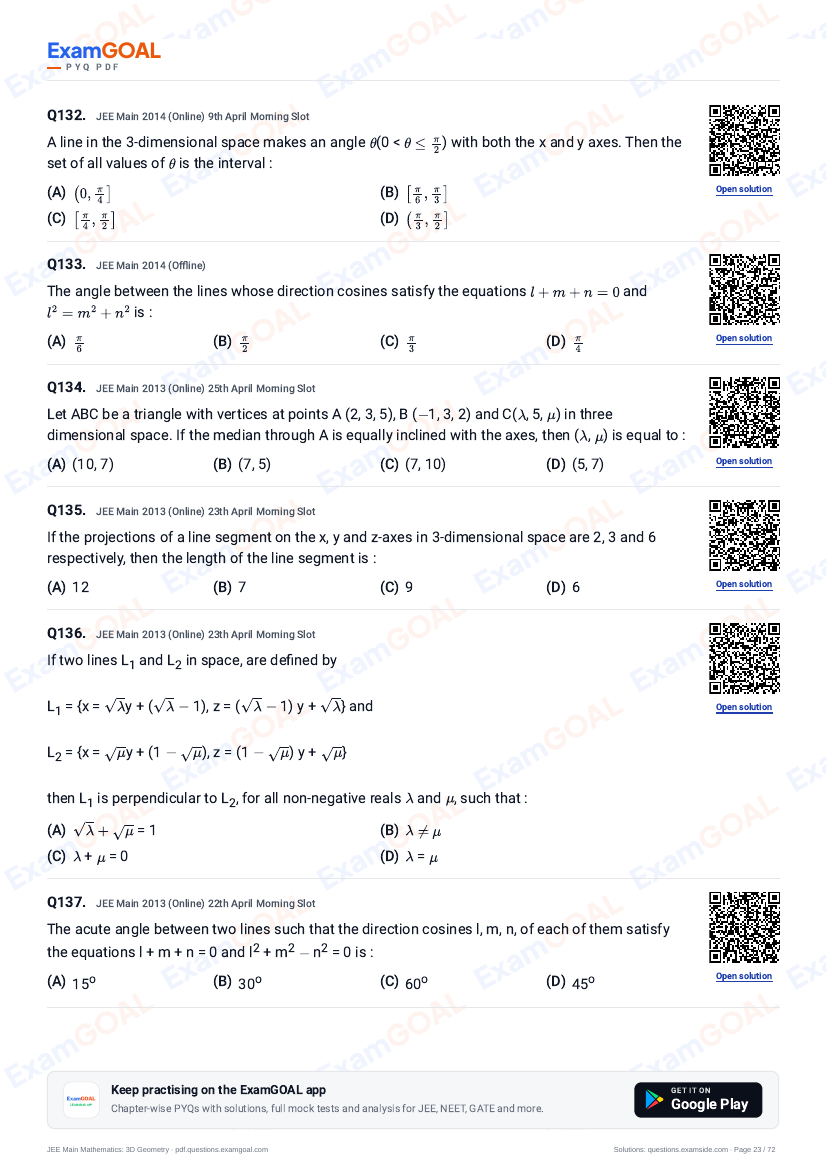 ExamGOAL
PYQ PDF
Q132. JEE Main 2014 (Online) 9th April Morning Slot
A line in the 3-dimensional space makes an angle θ(0 < θ ≤ π/2) with both the x and y axes. Then the
set of all values of θ is the interval :
(A) (0, π/4]
(B) [π/6, π/3]
(C) [π/4, π/2]
(D) (π/3, π/2]
Open solution
Q133. JEE Main 2014 (Offline)
The angle between the lines whose direction cosines satisfy the equations l + m + n = 0 and
l² = m² + n² is :
(A) π/6 (B) π/2 (C) π/3 (D) π/4
Open solution
Q134. JEE Main 2013 (Online) 25th April Morning Slot
Let ABC be a triangle with vertices at points A (2, 3, 5), B (−1, 3, 2) and C(λ, 5, μ) in three
dimensional space. If the median through A is equally inclined with the axes, then (λ, μ) is equal to :
(A) (10, 7) (B) (7, 5) (C) (7, 10) (D) (5, 7)
Open solution
Q135. JEE Main 2013 (Online) 23th April Morning Slot
If the projections of a line segment on the x, y and z-axes in 3-dimensional space are 2, 3 and 6
respectively, then the length of the line segment is :
(A) 12 (B) 7 (C) 9 (D) 6
Open solution
Q136. JEE Main 2013 (Online) 23th April Morning Slot
If two lines L₁ and L₂ in space, are defined by
L₁ = {x = √λy + (√λ − 1), z = (√λ − 1) y + √λ} and
L₂ = {x = √μy + (1 − √μ), z = (1 − √μ) y + √μ}
then L₁ is perpendicular to L₂, for all non-negative reals λ and μ, such that :
(A) √λ + √μ = 1 (B) λ ≠ μ
(C) λ + μ = 0 (D) λ = μ
Open solution
Q137. JEE Main 2013 (Online) 22th April Morning Slot
The acute angle between two lines such that the direction cosines l, m, n, of each of them satisfy
the equations l + m + n = 0 and l² + m² − n² = 0 is :
(A) 15° (B) 30° (C) 60° (D) 45°
Open solution
Keep practising on the ExamGOAL app
Chapter-wise PYQs with solutions, full mock tests and analysis for JEE, NEET, GATE and more.
GET IT ON
Google Play
JEE Main Mathematics: 3D Geometry · pdf.questions.examgoal.com
Solutions: questions.examside.com · Page 23 / 72